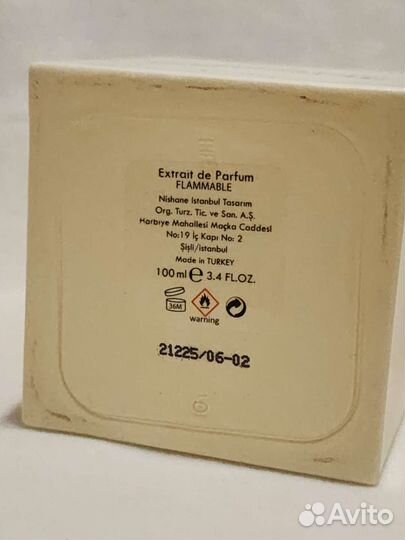 Extrait de Parfum
FLAMMABLE
Nishane Istanbul Tasarım
Org. Turz. Tic. ve San. A.Ş.
Harbiye Mahallesi Maçka Caddesi
No:19 İç Kapı No: 2
Şişli/istanbul
Made in TURKEY
100 ml e 3.4 FL.OZ.
36M
warning
21225/06-02
Avito